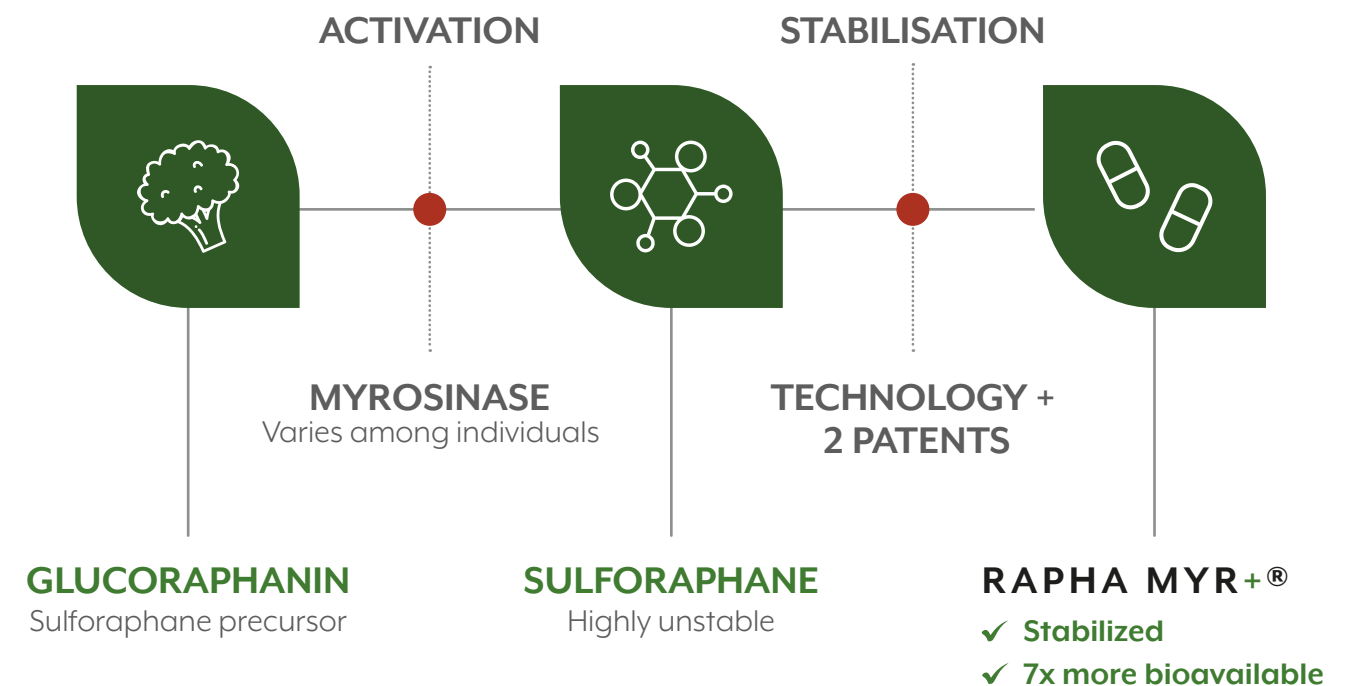 ACTIVATION
STABILISATION
MYROSINASE
Varies among individuals
TECHNOLOGY +
2 PATENTS
GLUCORAPHANIN
Sulforaphane precursor
SULFORAPHANE
Highly unstable
RAPHA MYR+®
✓ Stabilized
✓ 7x more bioavailable